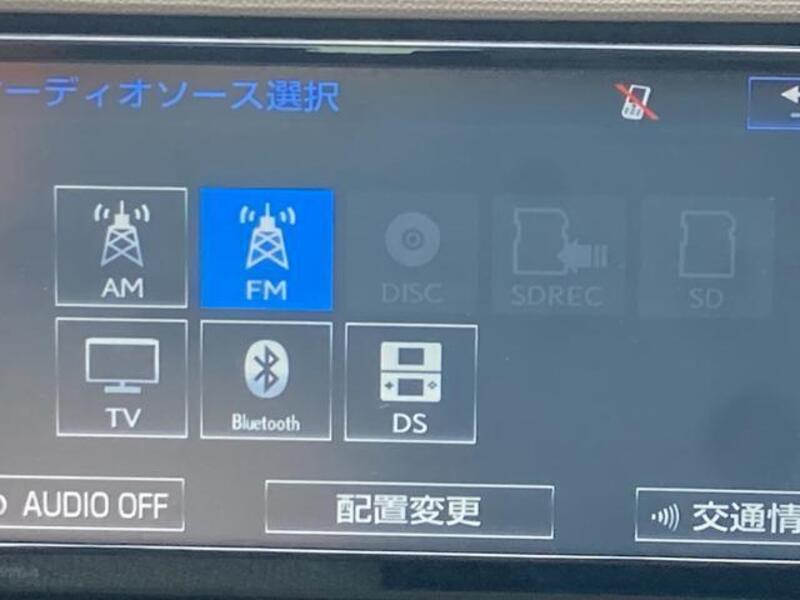 ーディオソース選択
AM
FM
DISC
SDREC
SD
TV
Bluetooth
DS
AUDIO OFF
配置変更
交通情